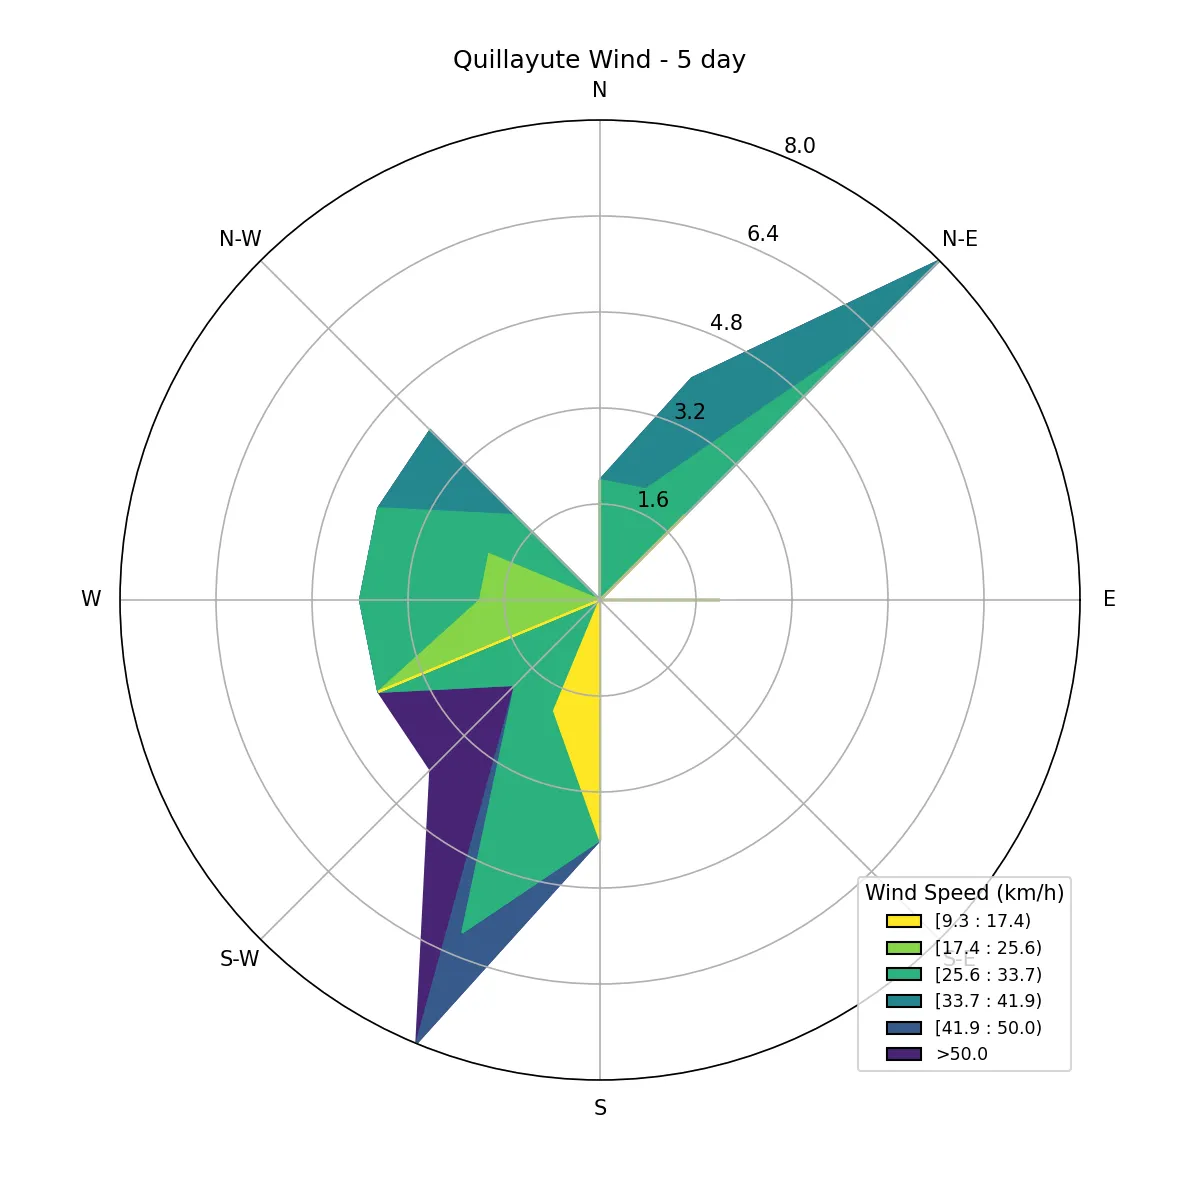 Quillayute Wind - 5 day
N
8.0
N-W
6.4
N-E
4.8
3.2
1.6
W
E
S-W
S-E
S
Wind Speed (km/h)
[9.3 : 17.4)
[17.4 : 25.6)
[25.6 : 33.7)
[33.7 : 41.9)
[41.9 : 50.0)
>50.0